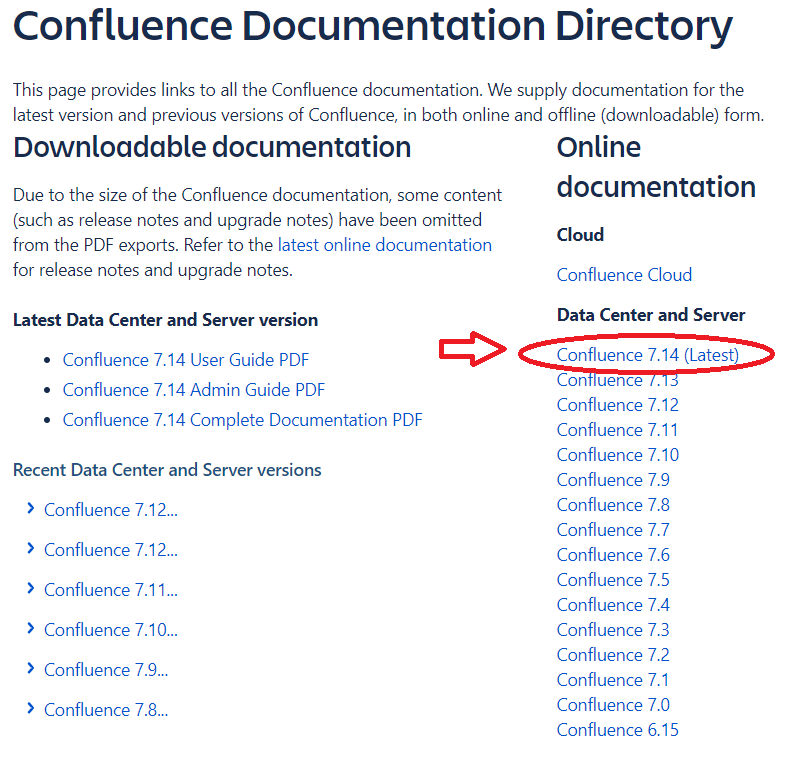 Confluence Documentation Directory
This page provides links to all the Confluence documentation. We supply documentation for the
latest version and previous versions of Confluence, in both online and offline (downloadable) form.
Downloadable documentation
Due to the size of the Confluence documentation, some content
(such as release notes and upgrade notes) have been omitted
from the PDF exports. Refer to the latest online documentation
for release notes and upgrade notes.
Latest Data Center and Server version
Confluence 7.14 User Guide PDF
Confluence 7.14 Admin Guide PDF
Confluence 7.14 Complete Documentation PDF
Recent Data Center and Server versions
Confluence 7.12...
Confluence 7.12...
Confluence 7.11...
Confluence 7.10...
Confluence 7.9...
Confluence 7.8...
Online
documentation
Cloud
Confluence Cloud
Data Center and Server
Confluence 7.14 (Latest)
Confluence 7.13
Confluence 7.12
Confluence 7.11
Confluence 7.10
Confluence 7.9
Confluence 7.8
Confluence 7.7
Confluence 7.6
Confluence 7.5
Confluence 7.4
Confluence 7.3
Confluence 7.2
Confluence 7.1
Confluence 7.0
Confluence 6.15